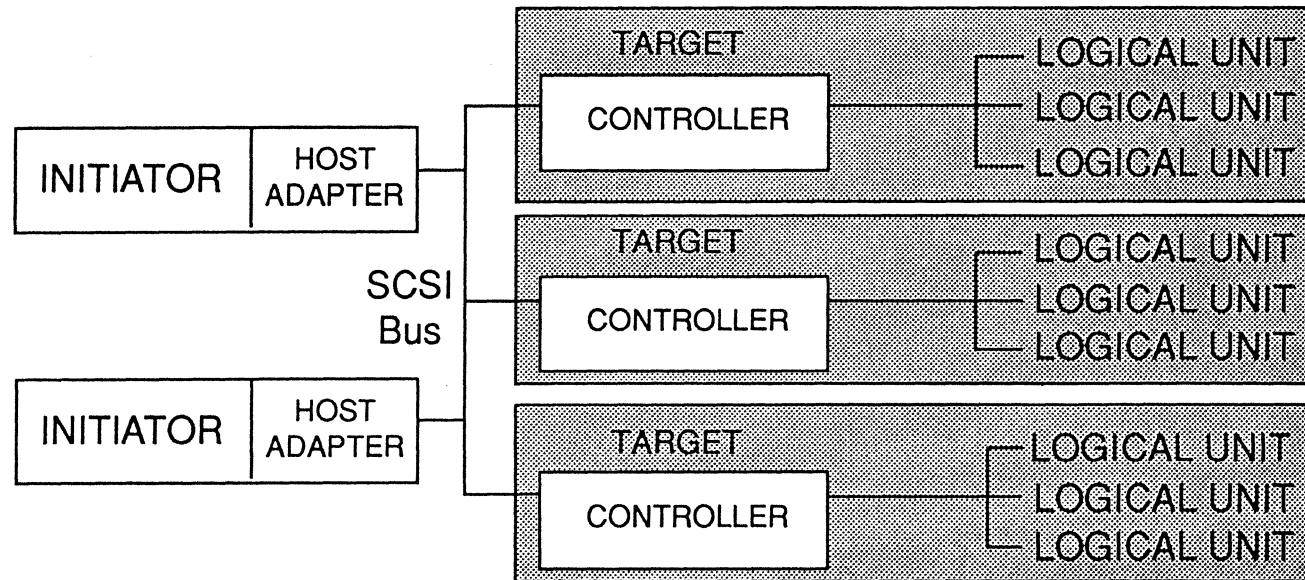 INITIATOR
HOST
ADAPTER
SCSI
Bus
INITIATOR
HOST
ADAPTER
TARGET
CONTROLLER
LOGICAL UNIT
LOGICAL UNIT
LOGICAL UNIT
TARGET
CONTROLLER
LOGICAL UNIT
LOGICAL UNIT
LOGICAL UNIT
TARGET
CONTROLLER
LOGICAL UNIT
LOGICAL UNIT
LOGICAL UNIT